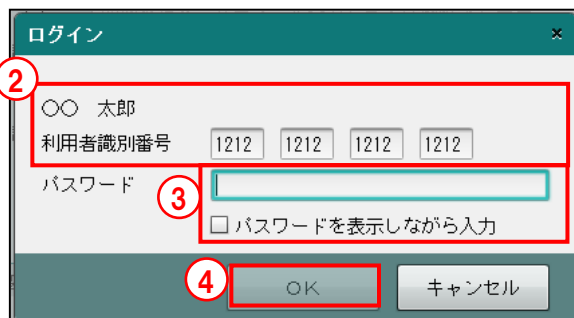 ログイン ×
②
○○ 太郎
利用者識別番号 1212 1212 1212 1212
パスワード
③
パスワードを表示しながら入力
④ OK キャンセル